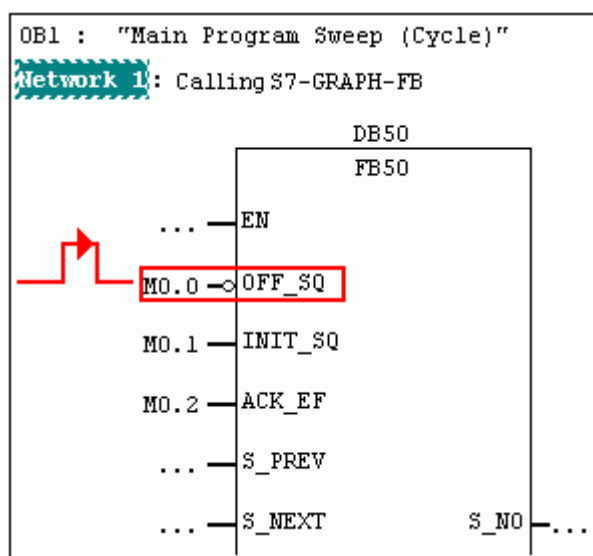 OB1 : "Main Program Sweep (Cycle)"
Network 1: Calling S7-GRAPH-FB
DB50
FB50
... EN
M0.0 OFF_SQ
M0.1 INIT_SQ
M0.2 ACK_EF
... S_PREV
... S_NEXT S_NO ...